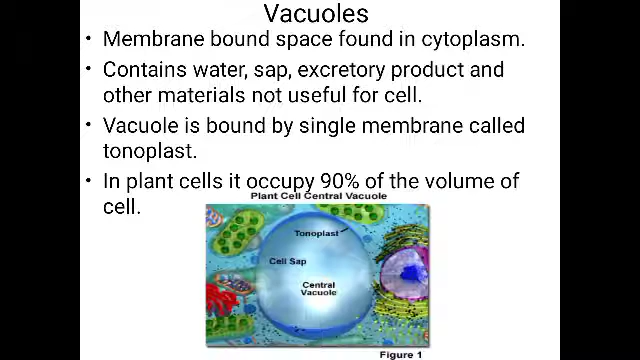 Vacuoles
• Membrane bound space found in cytoplasm.
• Contains water, sap, excretory product and
other materials not useful for cell.
• Vacuole is bound by single membrane called
tonoplast.
• In plant cells it occupy 90% of the volume of
cell.
Plant Cell Central Vacuole
Tonoplast
Cell Sap
Central
Vacuole
Figure 1